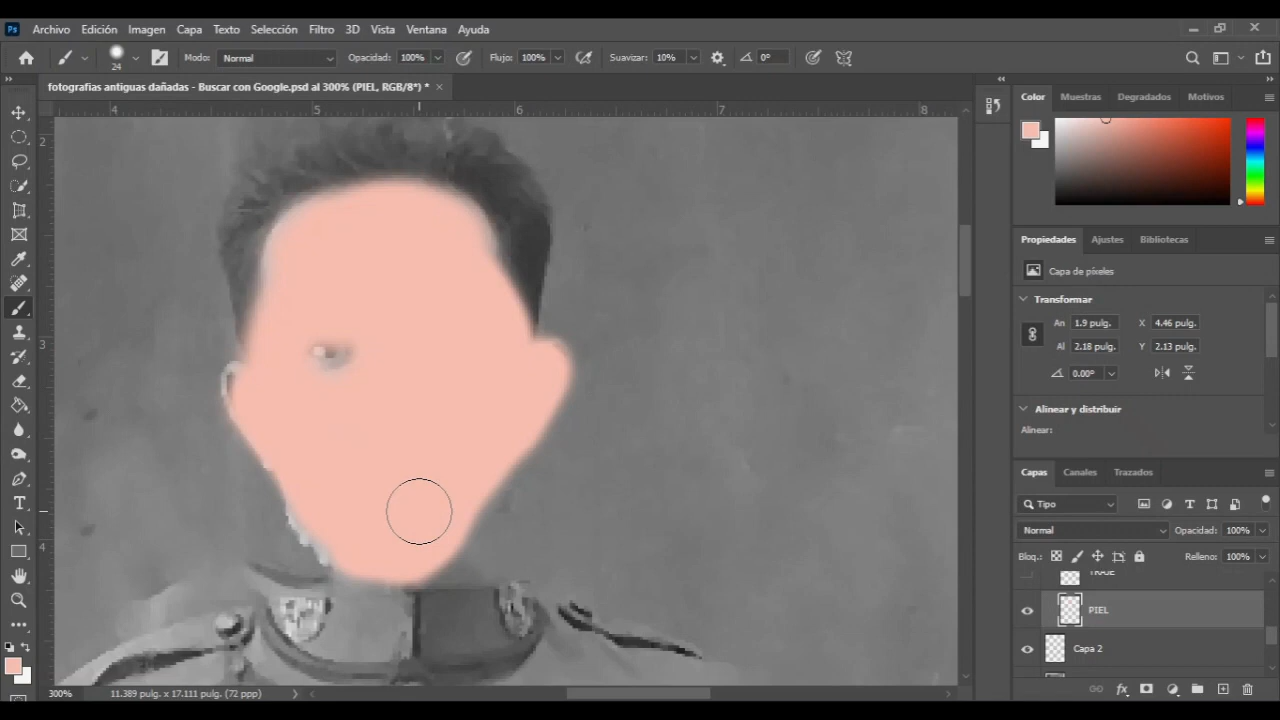 Ps Archivo Edición Imagen Capa Texto Selección Filtro 3D Vista Ventana Ayuda
24 Modo: Normal Opacidad: 100% Flujo: 100% Suavizar: 10% 0°
fotografias antiguas dañadas - Buscar con Google.psd al 300% (PIEL, RGB/8*) * ×
4 5 6 7 8
2
3
4
Color Muestras Degradados Motivos
Propiedades Ajustes Bibliotecas
Capa de píxeles
Transformar
An 1.9 pulg. X 4.46 pulg.
Al 2.18 pulg. Y 2.13 pulg.
0.00°
Alinear y distribuir
Alinear:
Capas Canales Trazados
Tipo
Normal Opacidad: 100%
Bloq.: Relleno: 100%
TRAJE
PIEL
Capa 2
fx
300% 11.389 pulg. x 17.111 pulg. (72 ppp)